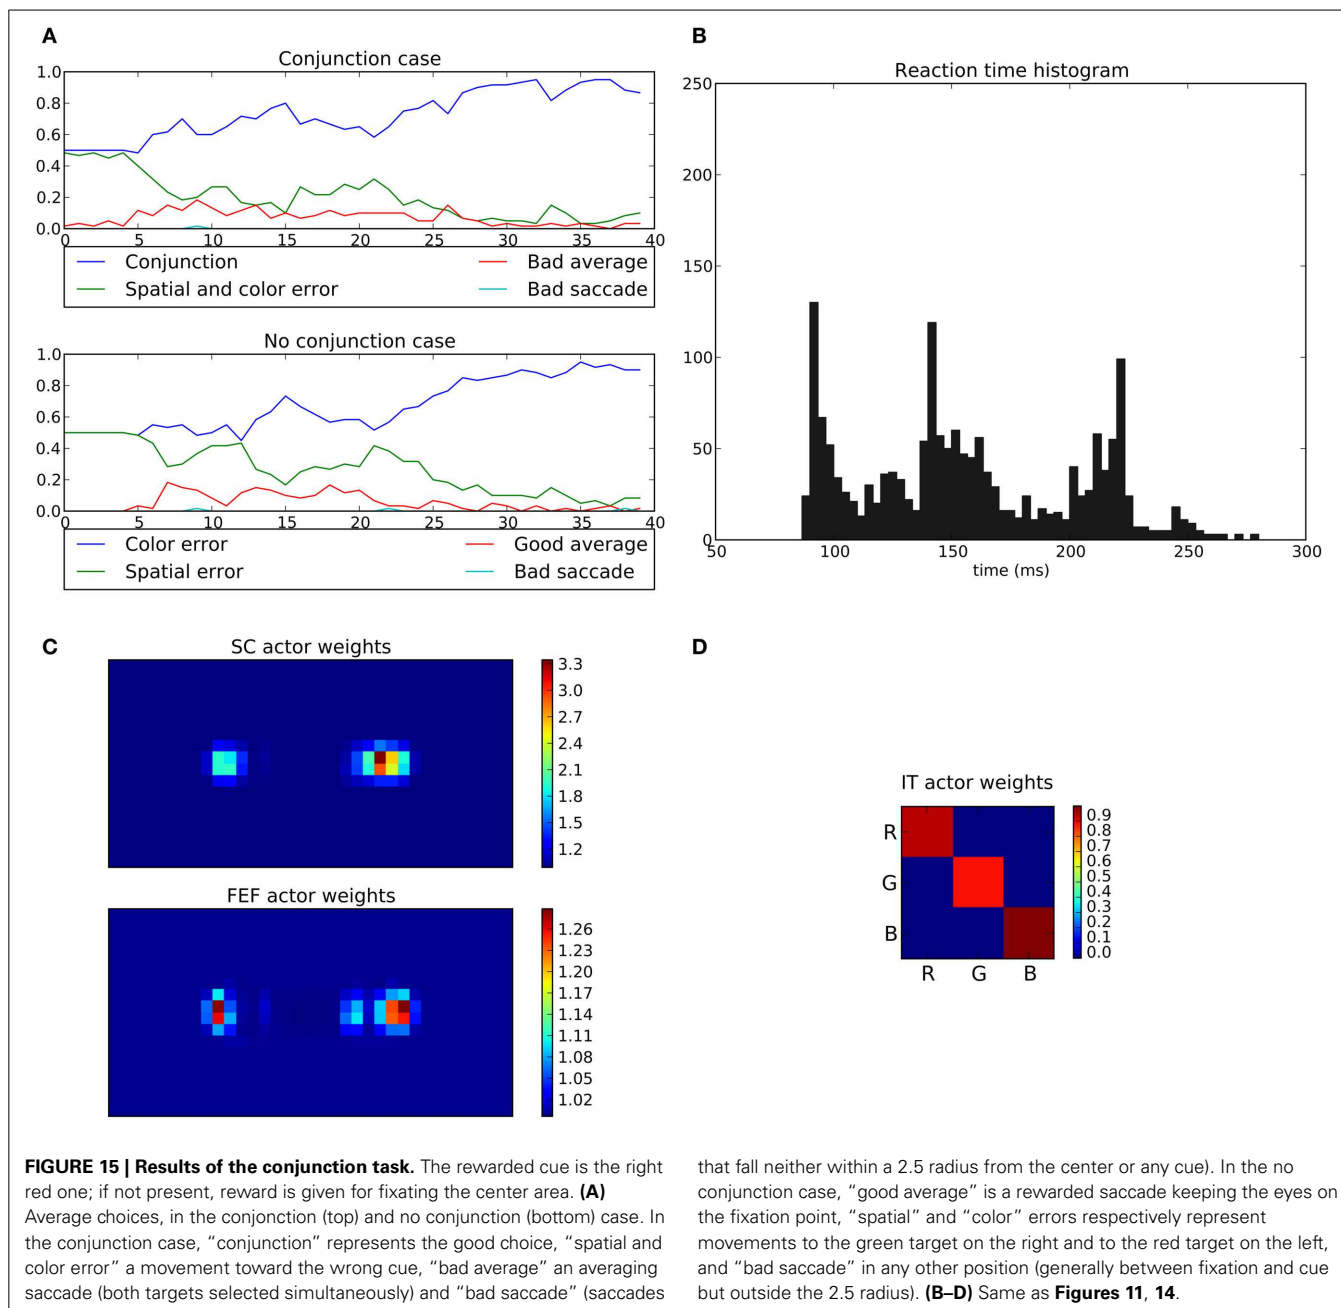 A
Conjunction case
1.0
0.8
0.6
0.4
0.2
0.0
0 5 10 15 20 25 30 35 40
Conjunction
Spatial and color error
Bad average
Bad saccade
No conjunction case
1.0
0.8
0.6
0.4
0.2
0.0
0 5 10 15 20 25 30 35 40
Color error
Spatial error
Good average
Bad saccade
B
Reaction time histogram
250
200
150
100
50
0
50 100 150 200 250 300
time (ms)
C
SC actor weights
3.3
3.0
2.7
2.4
2.1
1.8
1.5
1.2
FEF actor weights
1.26
1.23
1.20
1.17
1.14
1.11
1.08
1.05
1.02
D
IT actor weights
R
G
B
R G B
0.9
0.8
0.7
0.6
0.5
0.4
0.3
0.2
0.1
0.0
FIGURE 15 | Results of the conjunction task. The rewarded cue is the right
red one; if not present, reward is given for fixating the center area. (A)
Average choices, in the conjonction (top) and no conjunction (bottom) case. In
the conjunction case, “conjunction” represents the good choice, “spatial and
color error” a movement toward the wrong cue, “bad average” an averaging
saccade (both targets selected simultaneously) and “bad saccade” (saccades
that fall neither within a 2.5 radius from the center or any cue). In the no
conjunction case, “good average” is a rewarded saccade keeping the eyes on
the fixation point, “spatial” and “color” errors respectively represent
movements to the green target on the right and to the red target on the left,
and “bad saccade” in any other position (generally between fixation and cue
but outside the 2.5 radius). (B–D) Same as Figures 11, 14.